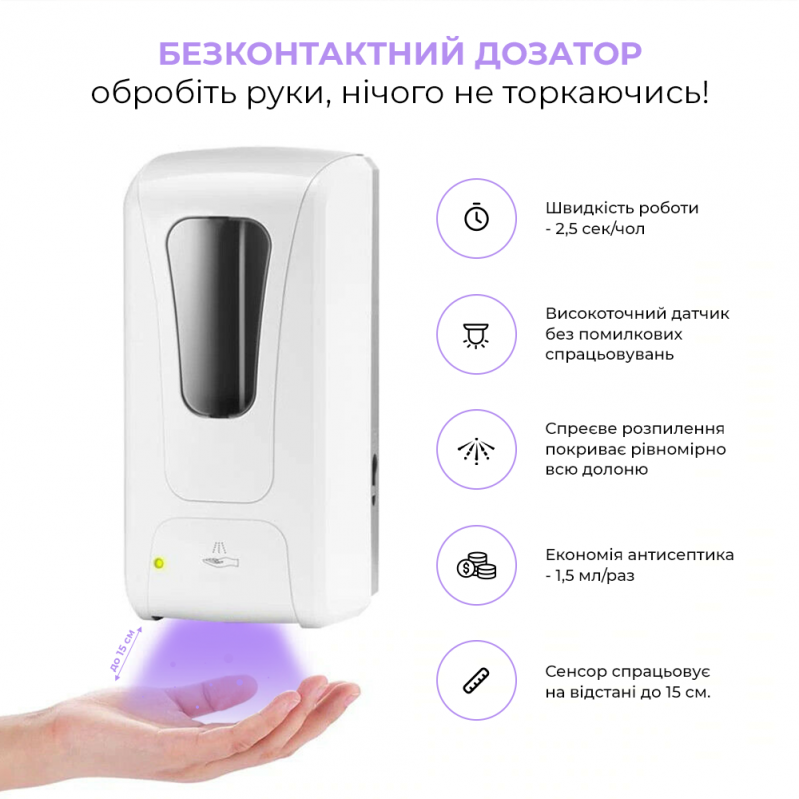 БЕЗКОНТАКТНИЙ ДОЗАТОР
обробіть руки, нічого не торкаючись!
Швидкість роботи
- 2,5 сек/чол
Високоточний датчик
без помилкових
спрацьовувань
Спреєве розпилення
покриває рівномірно
всю долоню
Економія антисептика
- 1,5 мл/раз
до 15 см
Сенсор спрацьовує
на відстані до 15 см.